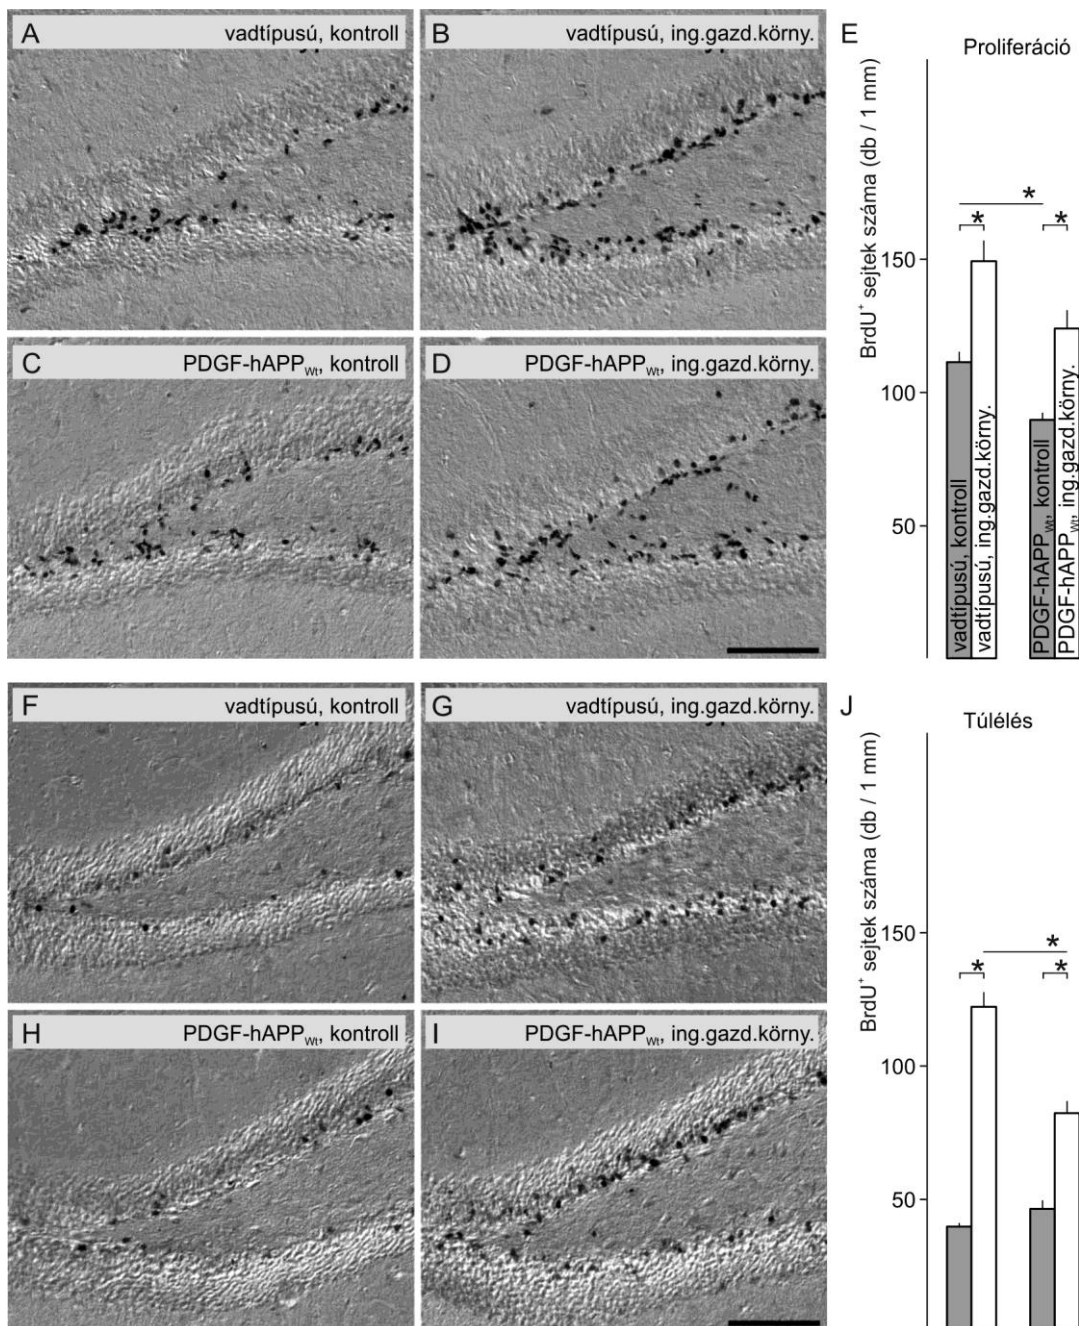 A vadtípusú, kontroll
B vadtípusú, ing.gazd.körny.
C PDGF-hAPPWt, kontroll
D PDGF-hAPPWt, ing.gazd.körny.
E Proliferáció
BrdU+ sejtek száma (db / 1 mm)
150
100
50
*
*
*
vadtípusú, kontroll
vadtípusú, ing.gazd.körny.
PDGF-hAPPWt, kontroll
PDGF-hAPPWt, ing.gazd.körny.
F vadtípusú, kontroll
G vadtípusú, ing.gazd.körny.
H PDGF-hAPPWt, kontroll
I PDGF-hAPPWt, ing.gazd.körny.
J Túlélés
BrdU+ sejtek száma (db / 1 mm)
150
100
50
*
*
*